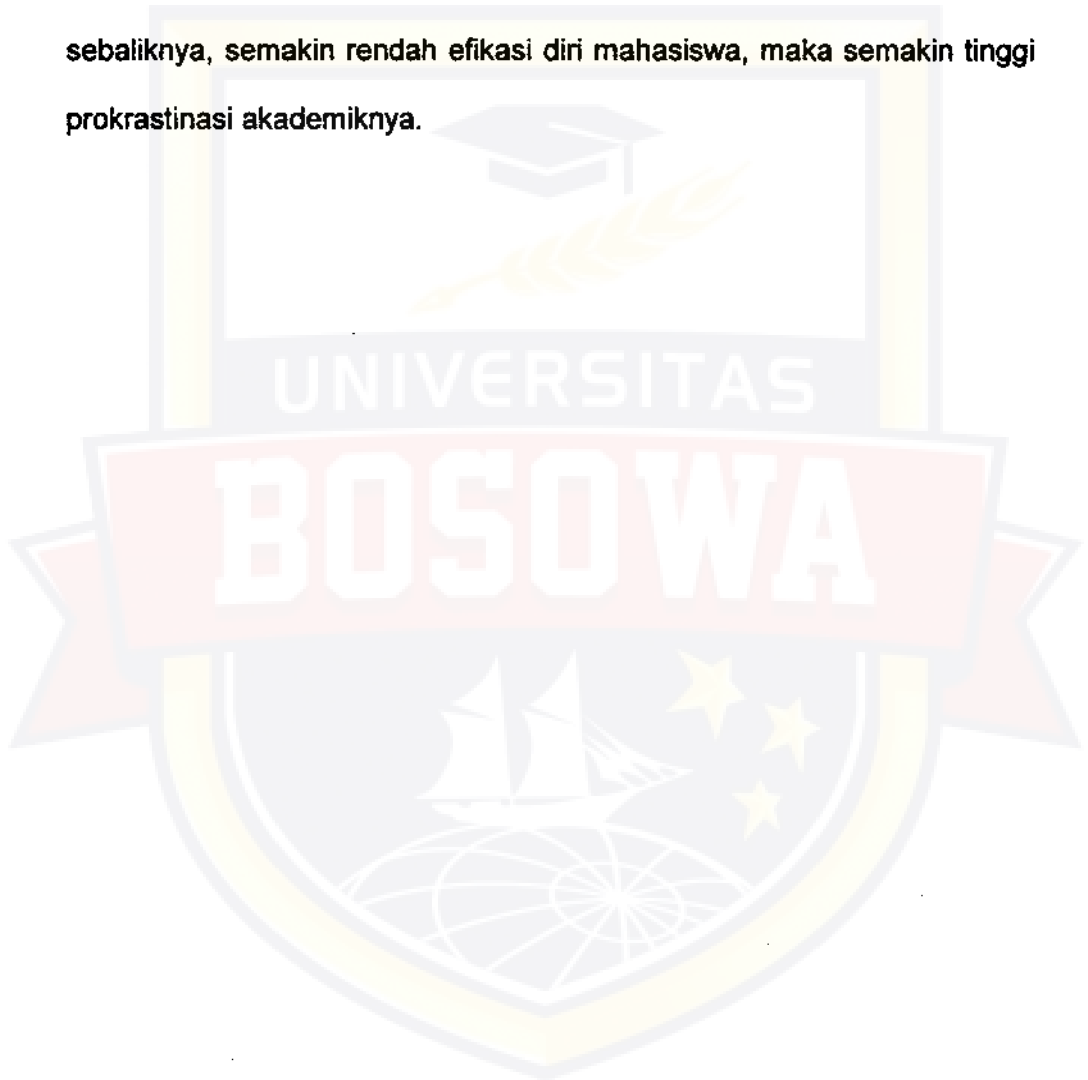 sebaliknya, semakin rendah efikasi diri mahasiswa, maka semakin tinggi
prokrastinasi akademiknya.
UNIVERSITAS
BOSOWA